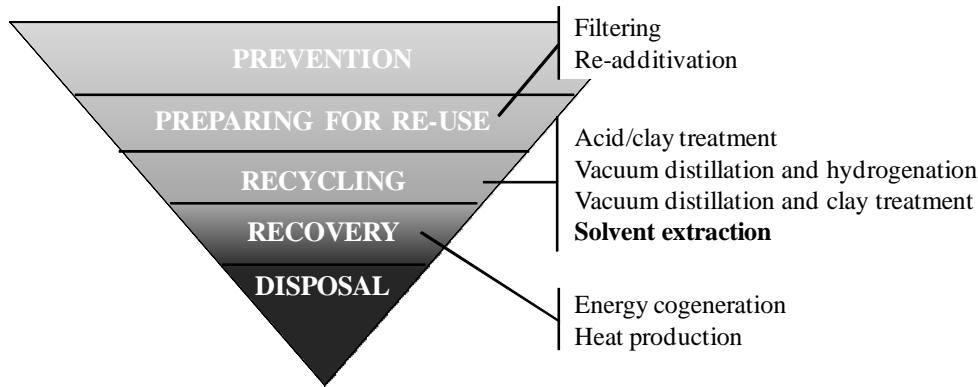 PREVENTION
PREPARING FOR RE-USE
RECYCLING
RECOVERY
DISPOSAL
Filtering
Re-additivation
Acid/clay treatment
Vacuum distillation and hydrogenation
Vacuum distillation and clay treatment
Solvent extraction
Energy cogeneration
Heat production